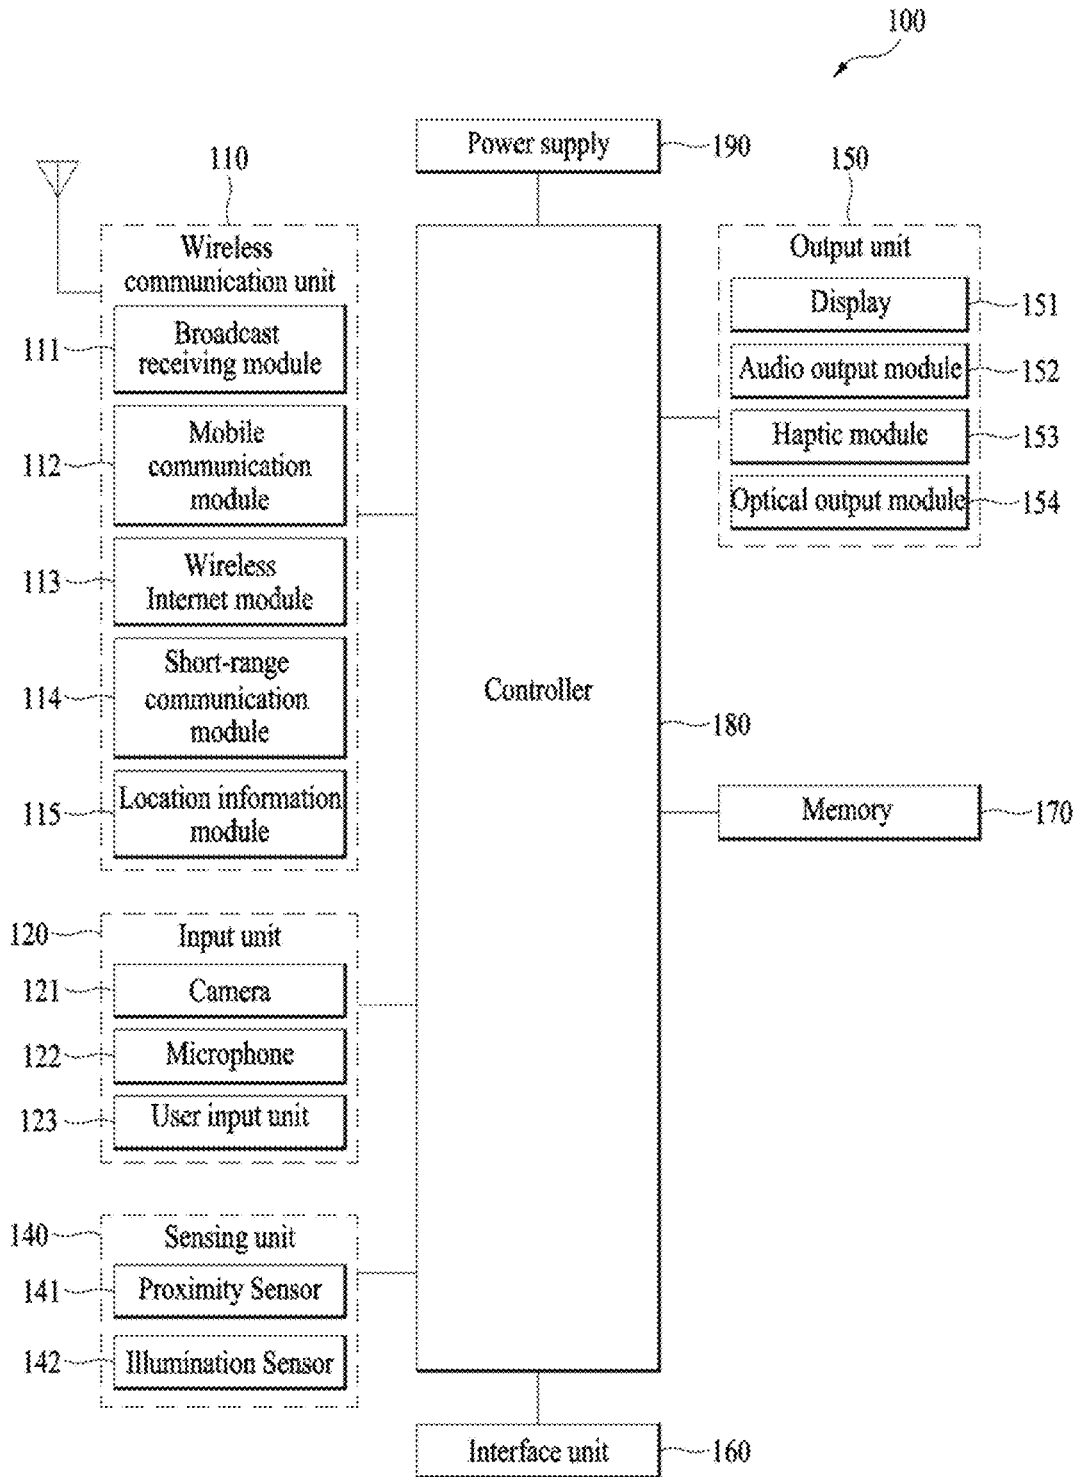 100
Power supply
190
110
Wireless
communication unit
111
Broadcast
receiving module
112
Mobile
communication
module
113
Wireless
Internet module
114
Short-range
communication
module
115
Location information
module
120
Input unit
121
Camera
122
Microphone
123
User input unit
140
Sensing unit
141
Proximity Sensor
142
Illumination Sensor
Controller
180
150
Output unit
Display
151
Audio output module
152
Haptic module
153
Optical output module
154
Memory
170
Interface unit
160